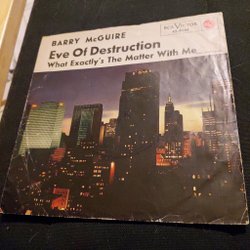 BARRY McGUIRE
RCA VICTOR
Eve Of Destruction
What Exactly's The Matter With Me